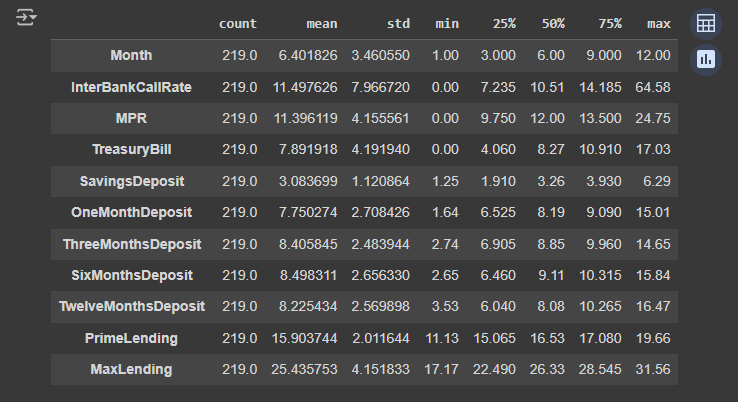 count mean std min 25% 50% 75% max
Month 219.0 6.401826 3.460550 1.00 3.000 6.00 9.000 12.00
InterBankCallRate 219.0 11.497626 7.966720 0.00 7.235 10.51 14.185 64.58
MPR 219.0 11.396119 4.155561 0.00 9.750 12.00 13.500 24.75
TreasuryBill 219.0 7.891918 4.191940 0.00 4.060 8.27 10.910 17.03
SavingsDeposit 219.0 3.083699 1.120864 1.25 1.910 3.26 3.930 6.29
OneMonthDeposit 219.0 7.750274 2.708426 1.64 6.525 8.19 9.090 15.01
ThreeMonthsDeposit 219.0 8.405845 2.483944 2.74 6.905 8.85 9.960 14.65
SixMonthsDeposit 219.0 8.498311 2.656330 2.65 6.460 9.11 10.315 15.84
TwelveMonthsDeposit 219.0 8.225434 2.569898 3.53 6.040 8.08 10.265 16.47
PrimeLending 219.0 15.903744 2.011644 11.13 15.065 16.53 17.080 19.66
MaxLending 219.0 25.435753 4.151833 17.17 22.490 26.33 28.545 31.56